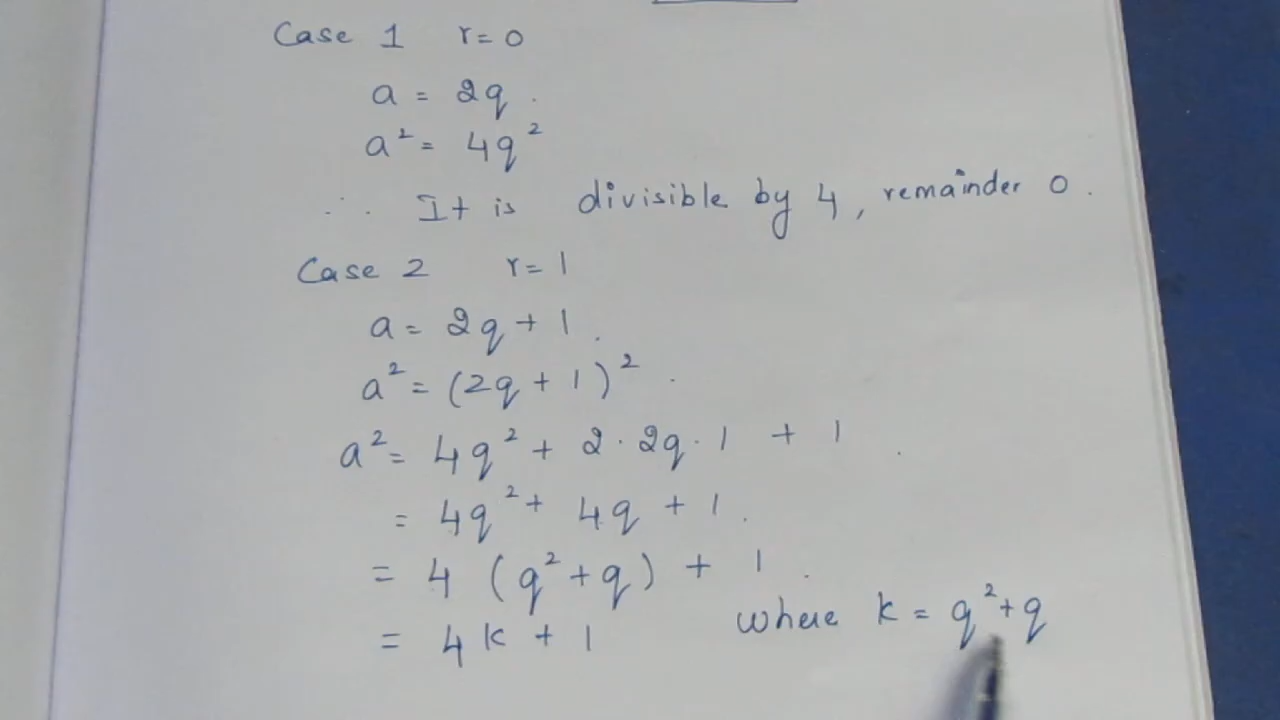 Case 1 r = 0
a = 2q.
a² = 4q²
∴ It is divisible by 4, remainder 0.
Case 2 r = 1
a = 2q + 1.
a² = (2q + 1)².
a² = 4q² + 2·2q·1 + 1
= 4q² + 4q + 1.
= 4 (q² + q) + 1.
= 4k + 1 where k = q² + q